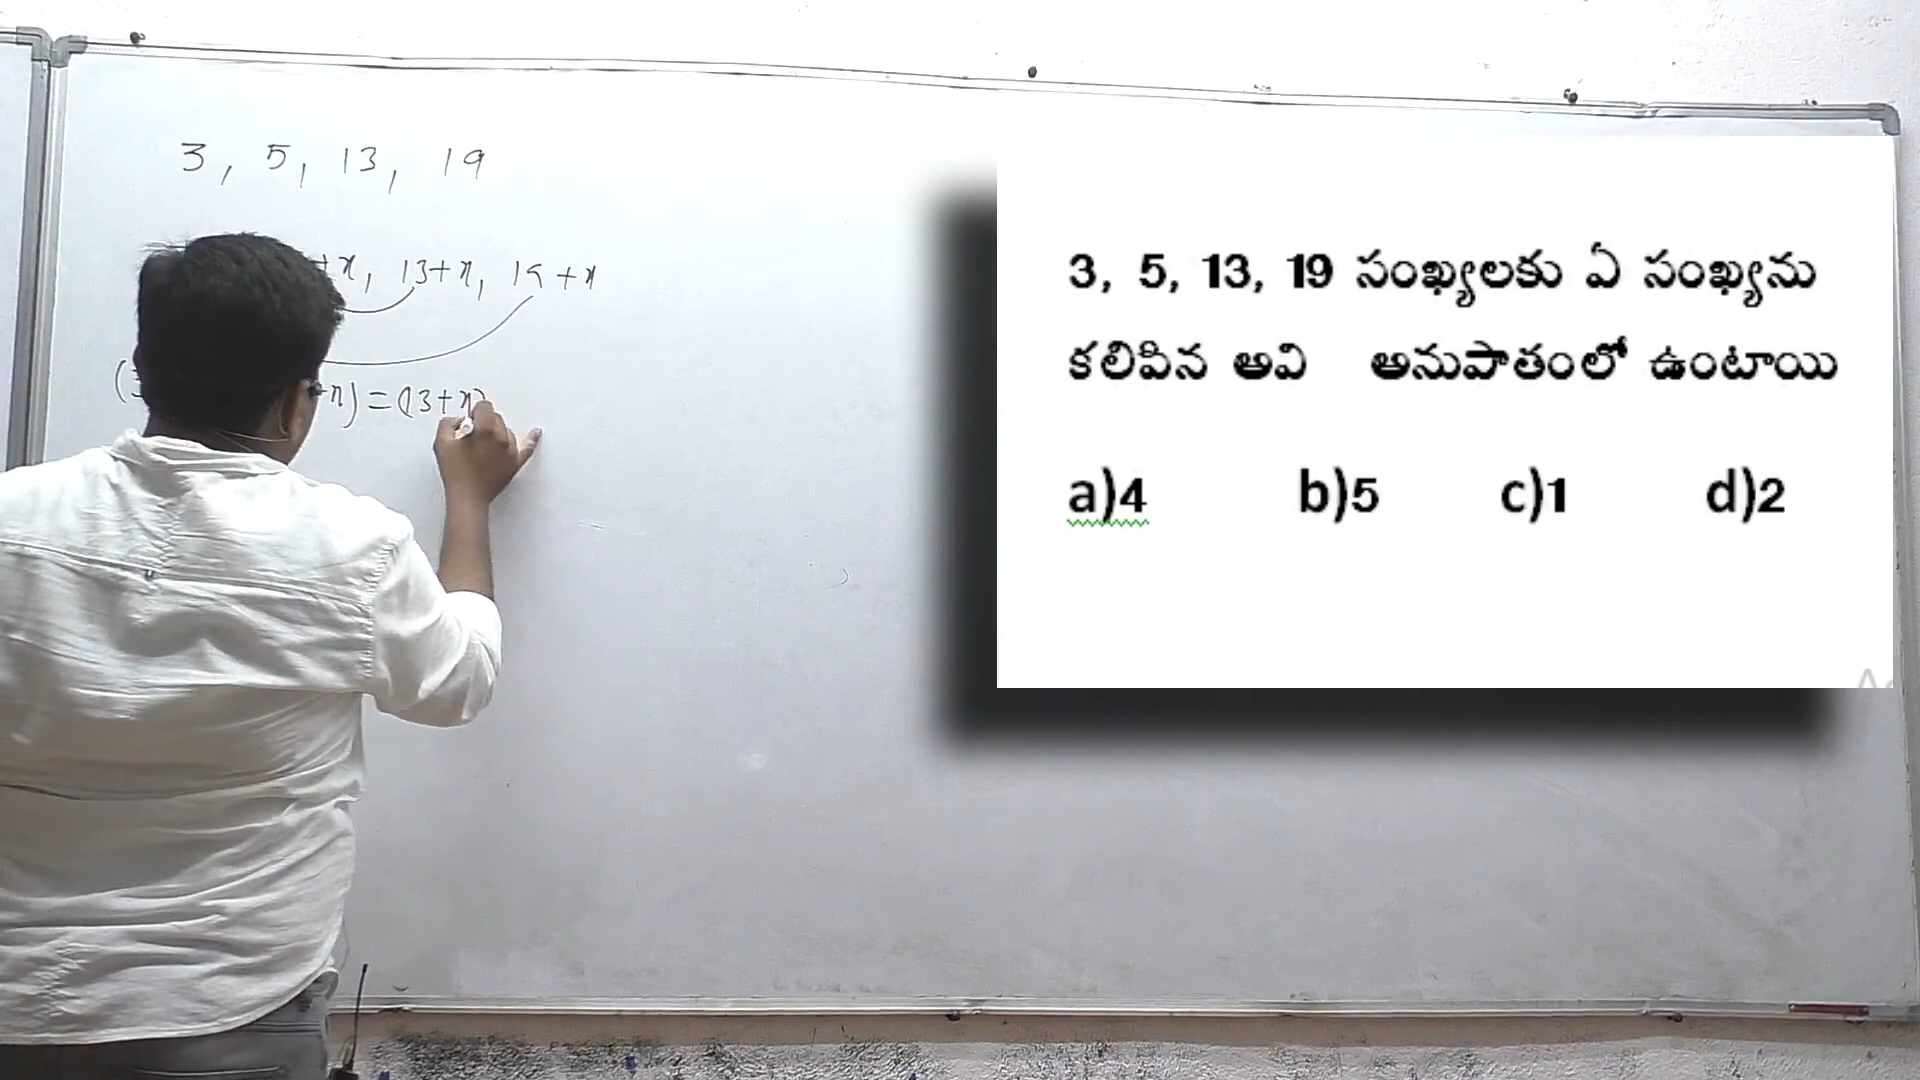 3, 5, 13, 19
+x, 13+x, 19+x
+x) = (13+x)
3, 5, 13, 19 సంఖ్యలకు ఏ సంఖ్యను
కలిపిన అవి అనుపాతంలో ఉంటాయి
a)4 b)5 c)1 d)2